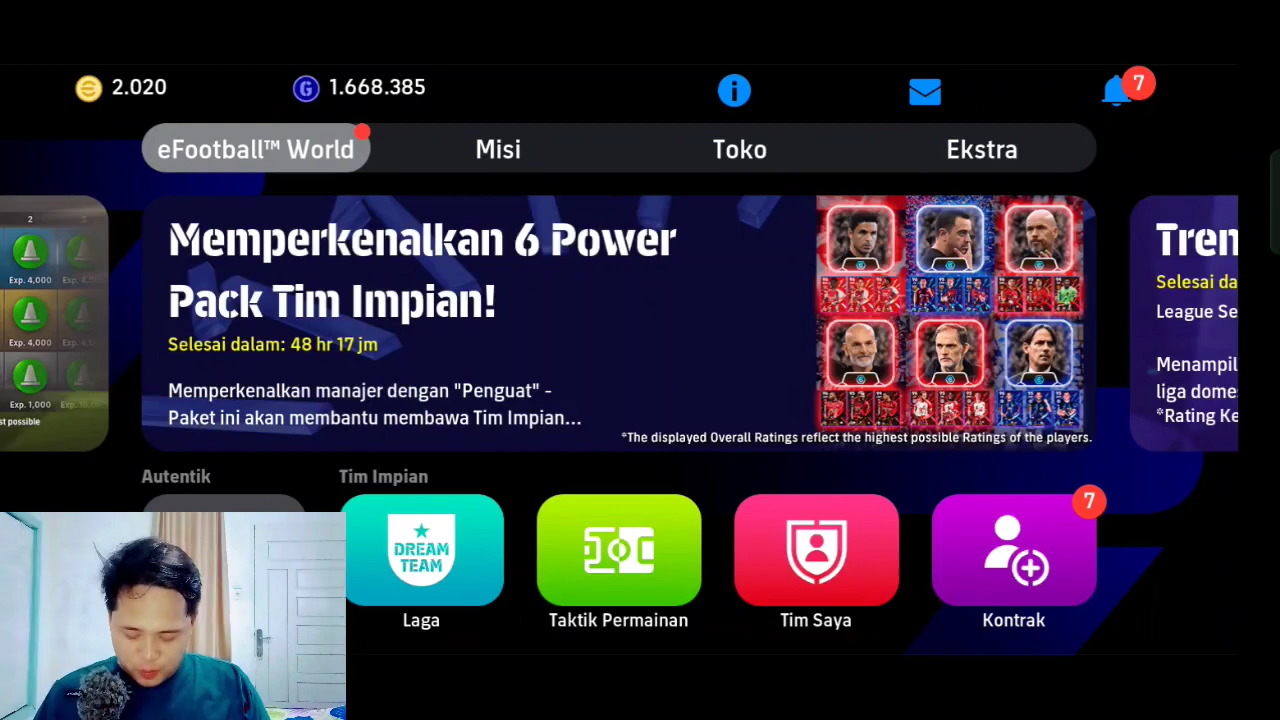 2.020
1.668.385
7
eFootball™ World
Misi
Toko
Ekstra
2
Exp. 4,000
Exp. 4,000
Exp. 1,000
st possible
Memperkenalkan 6 Power
Pack Tim Impian!
Selesai dalam: 48 hr 17 jm
Memperkenalkan manajer dengan "Penguat" -
Paket ini akan membantu membawa Tim Impian...
*The displayed Overall Ratings reflect the highest possible Ratings of the players.
Tren
Selesai da
League Se
Menampil
liga dome
*Rating Ke
Autentik
Tim Impian
DREAM
TEAM
Laga
Taktik Permainan
Tim Saya
7
Kontrak